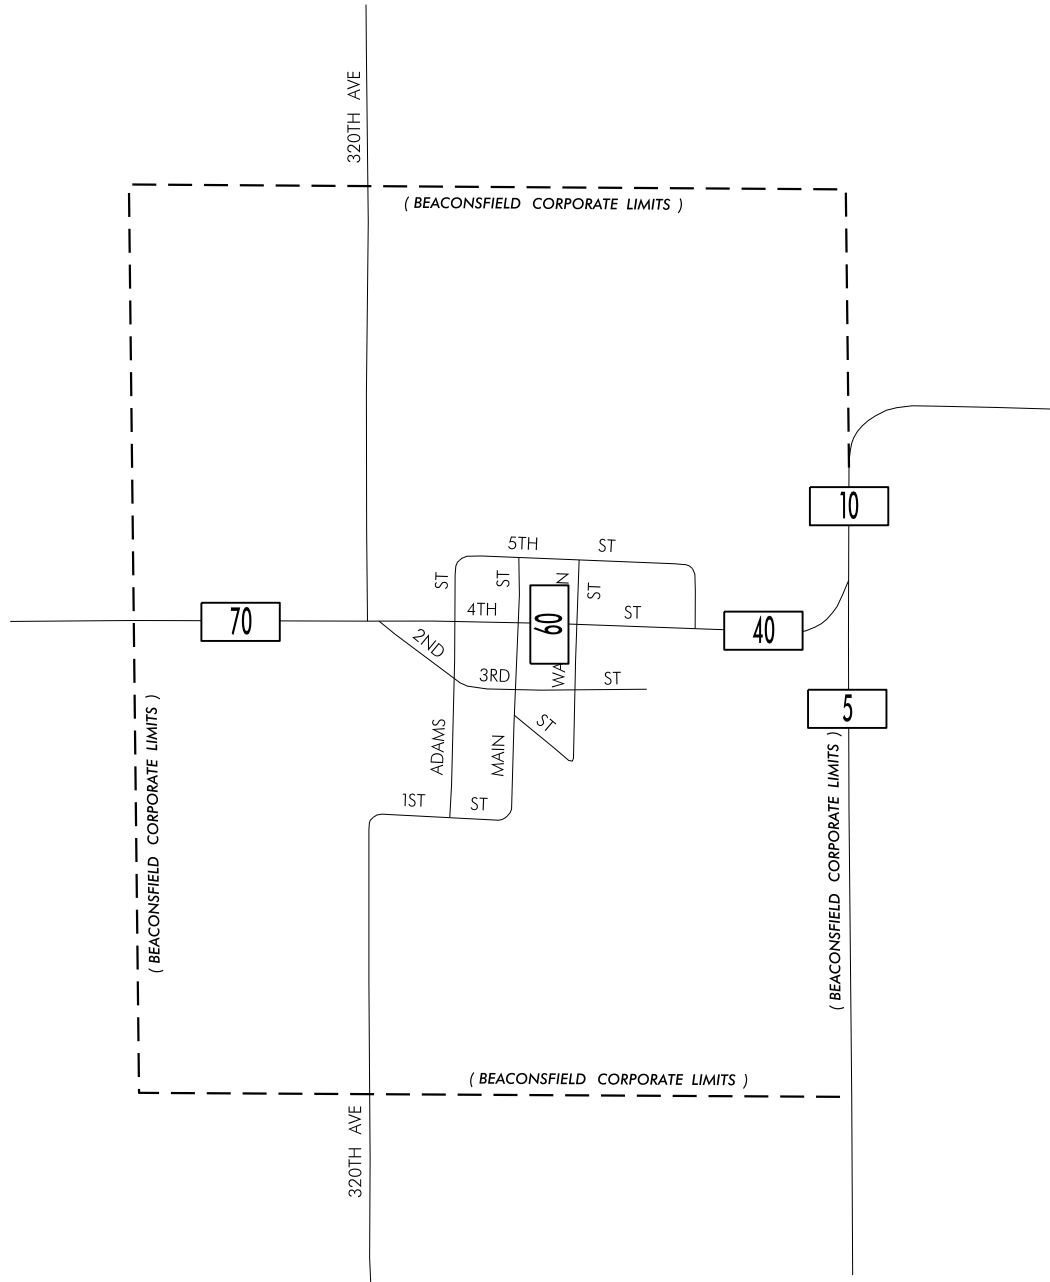 320TH AVE
( BEACONSFIELD CORPORATE LIMITS )
10
5TH ST
ST
ST
ST
4TH
60
ST
70
40
2ND
3RD
ST
ST
5
ADAMS
MAIN
1ST
ST
( BEACONSFIELD CORPORATE LIMITS )
( BEACONSFIELD CORPORATE LIMITS )
( BEACONSFIELD CORPORATE LIMITS )
320TH AVE